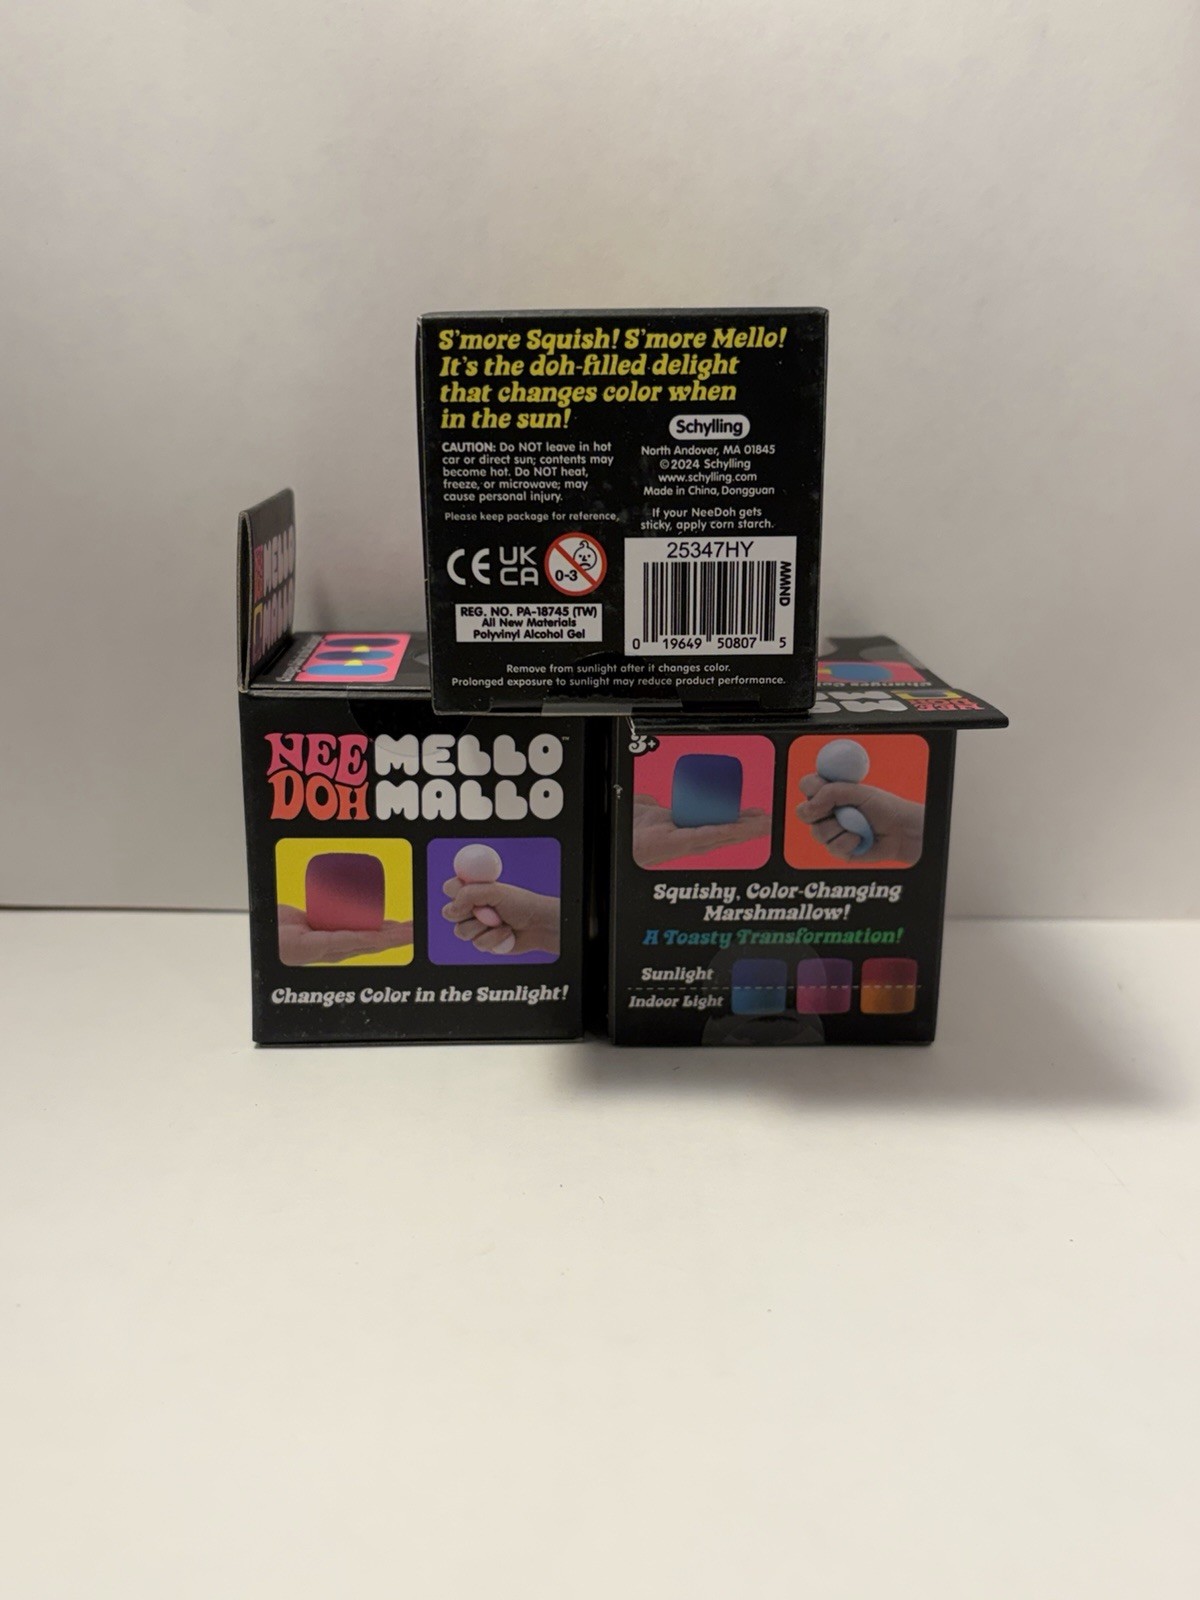 S'more Squish! S'more Mello!
It's the doh-filled delight
that changes color when
in the sun!
CAUTION: Do NOT leave in hot
car or direct sun; contents may
become hot. Do NOT heat,
freeze, or microwave; may
cause personal injury.
Please keep package for reference.
Schylling
North Andover, MA 01845
©2024 Schylling
www.schylling.com
Made in China, Dongguan
If your NeeDoh gets
sticky, apply corn starch.
CE UK
CA
0-3
REG. NO. PA-18745 (TW)
All New Materials
Polyvinyl Alcohol Gel
25347HY
MMND
0 19649 50807 5
Remove from sunlight after it changes color.
Prolonged exposure to sunlight may reduce product performance.
MELLO
NEE MELLO™
DOH MALLO
Changes Color in the Sunlight!
Changes
NEE
3+
Squishy, Color-Changing
Marshmallow!
A Toasty Transformation!
Sunlight
Indoor Light